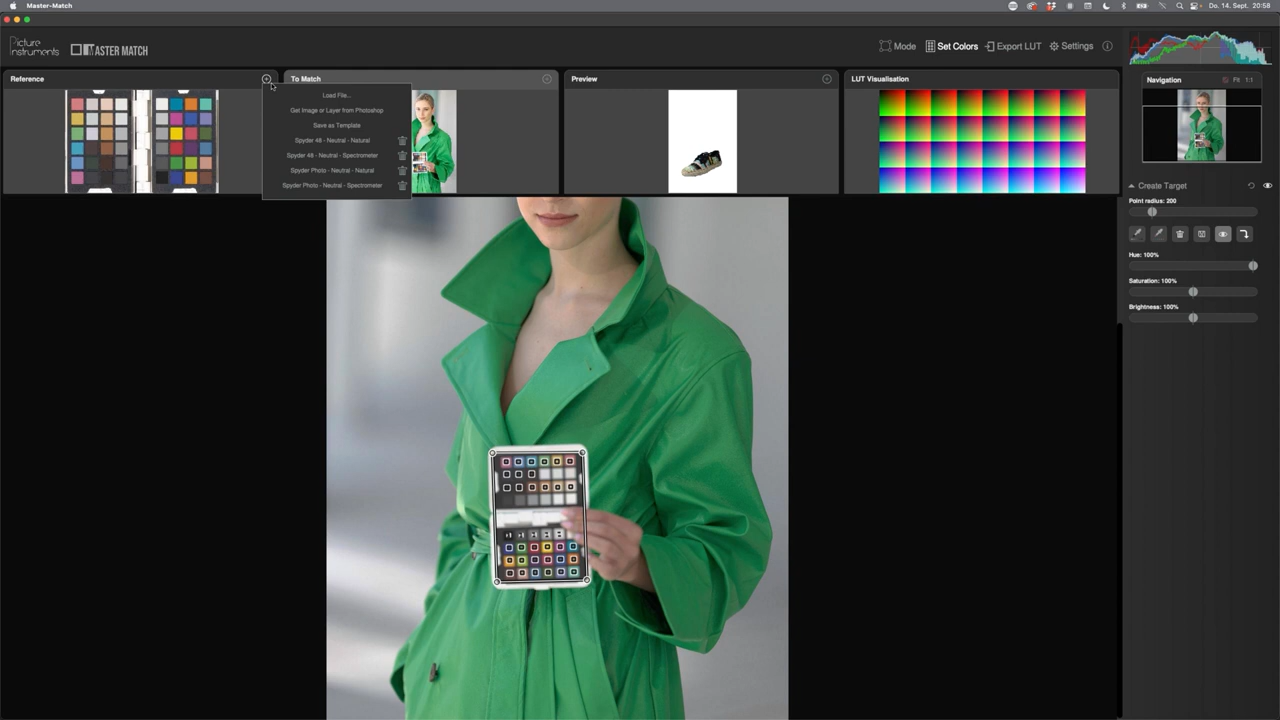 Master-Match
Do. 14. Sept. 20:58
Picture
Instruments
MASTER MATCH
Mode
Set Colors
Export LUT
Settings
Reference
To Match
Preview
LUT Visualisation
Navigation
Fit
1:1
Load File...
Get Image or Layer from Photoshop
Save as Template
Spyder 48 - Neutral - Natural
Spyder 48 - Neutral - Spectrometer
Spyder Photo - Neutral - Natural
Spyder Photo - Neutral - Spectrometer
Create Target
Point radius: 200
Hue: 100%
Saturation: 100%
Brightness: 100%